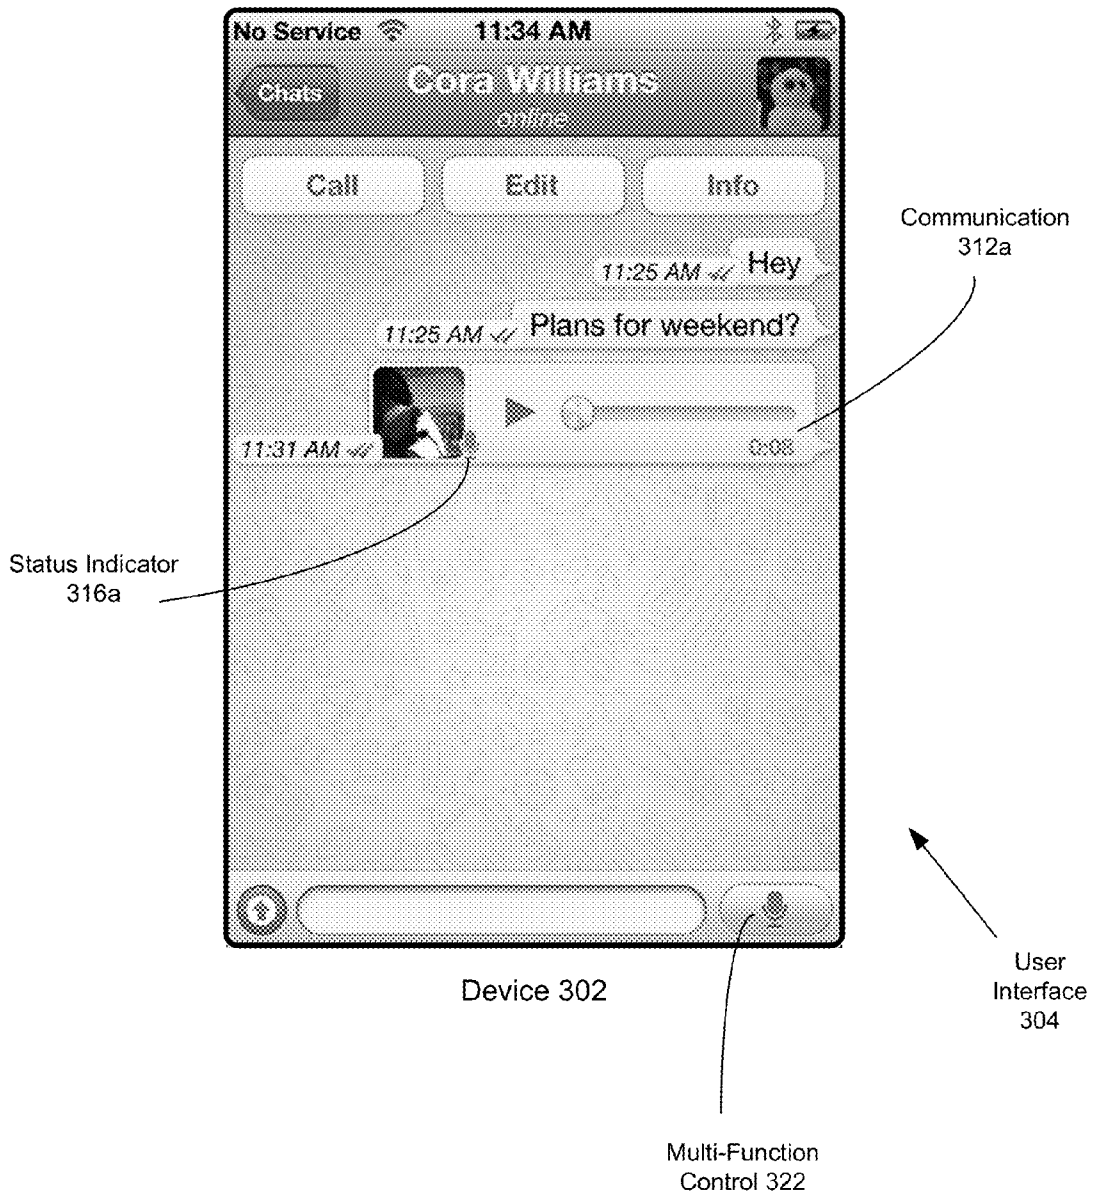 No Service 11:34 AM
Chats
Cora Williams
online
Call Edit Info
Communication
312a
11:25 AM Hey
11:25 AM Plans for weekend?
11:31 AM 0:08
Status Indicator
316a
Device 302
User
Interface
304
Multi-Function
Control 322